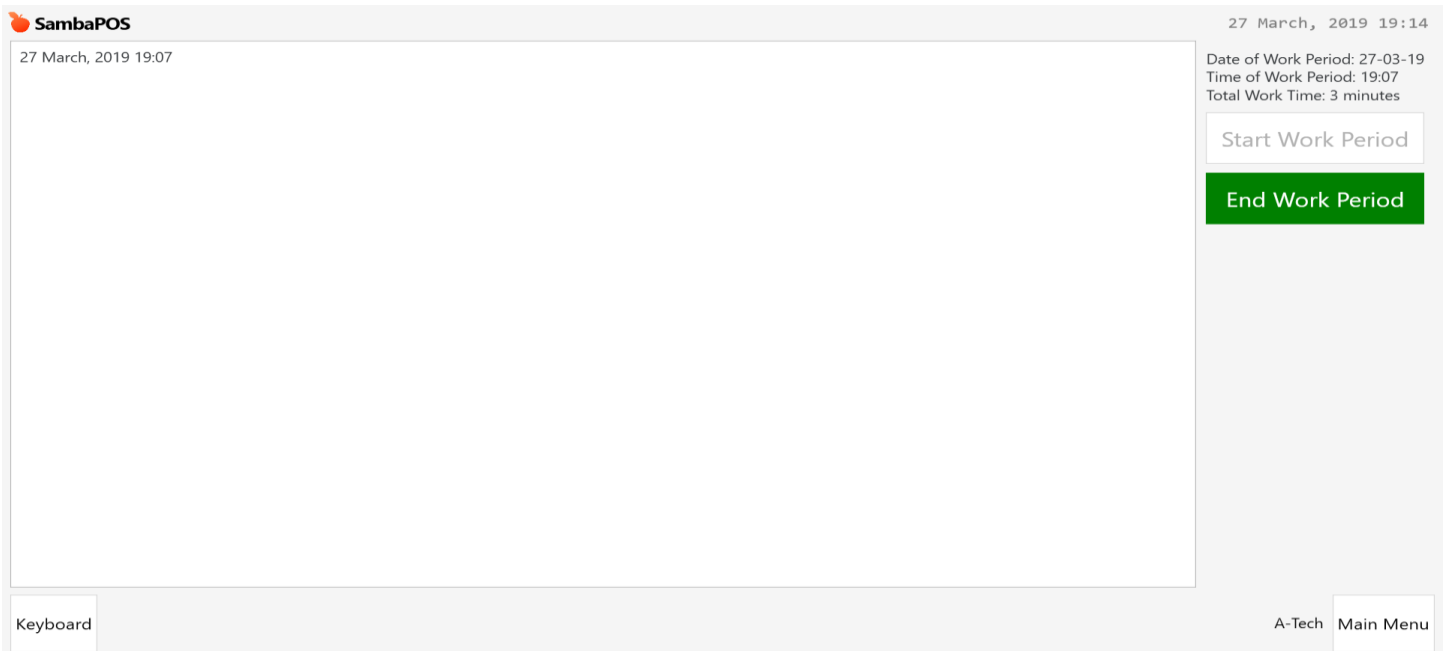 SambaPOS
27 March, 2019 19:14
27 March, 2019 19:07
Date of Work Period: 27-03-19
Time of Work Period: 19:07
Total Work Time: 3 minutes
Start Work Period
End Work Period
Keyboard
A-Tech
Main Menu